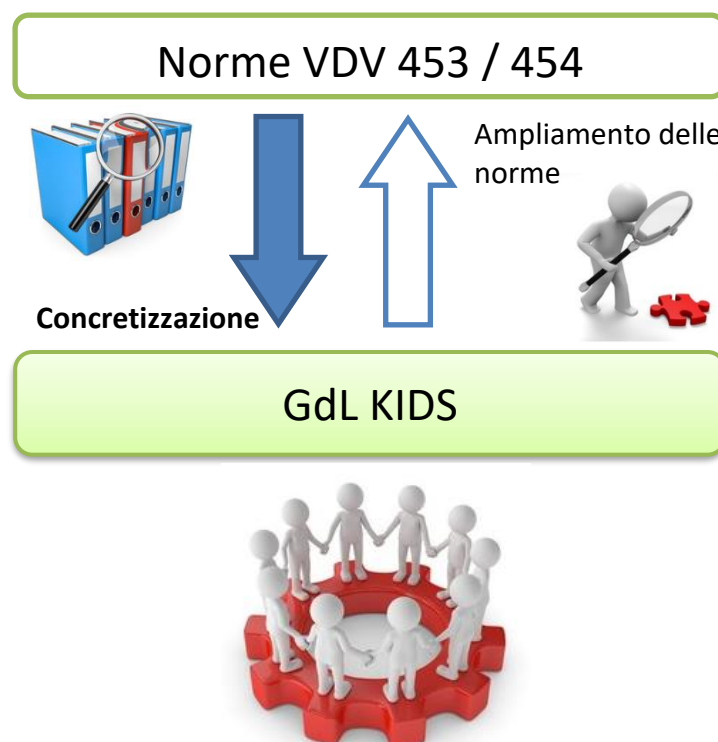 Norme VDV 453 / 454
Ampliamento delle
norme
Concretizzazione
GdL KIDS